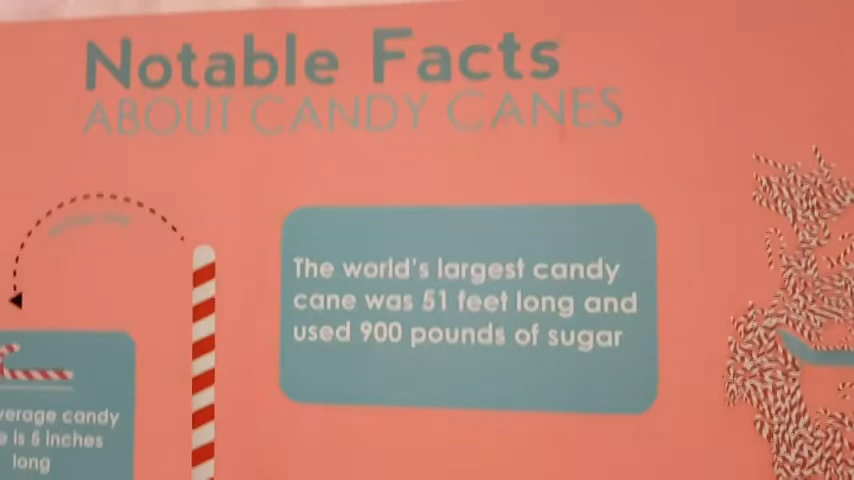 Notable Facts
ABOUT CANDY CANES
The world's largest candy
cane was 51 feet long and
used 900 pounds of sugar
verage candy
e is 5 inches
long